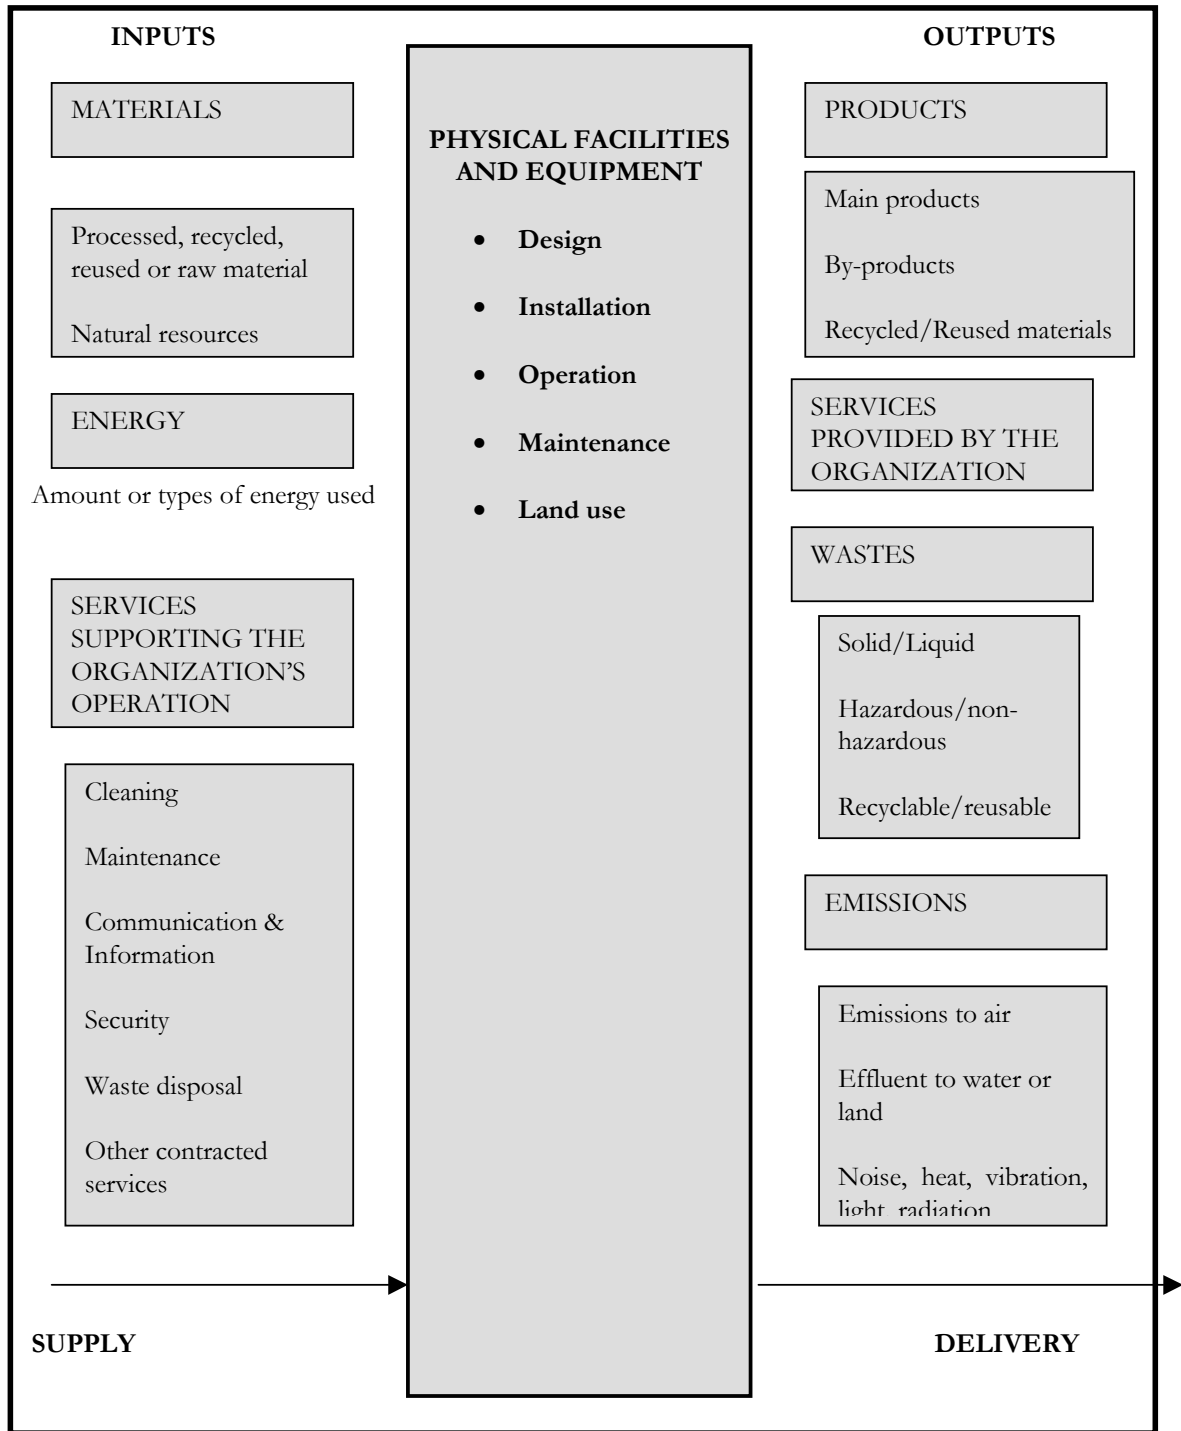 INPUTS
MATERIALS
Processed, recycled,
reused or raw material
Natural resources
ENERGY
Amount or types of energy used
SERVICES
SUPPORTING THE
ORGANIZATION’S
OPERATION
Cleaning
Maintenance
Communication &
Information
Security
Waste disposal
Other contracted
services
SUPPLY
PHYSICAL FACILITIES
AND EQUIPMENT
• Design
• Installation
• Operation
• Maintenance
• Land use
OUTPUTS
PRODUCTS
Main products
By-products
Recycled/Reused materials
SERVICES
PROVIDED BY THE
ORGANIZATION
WASTES
Solid/Liquid
Hazardous/non-
hazardous
Recyclable/reusable
EMISSIONS
Emissions to air
Effluent to water or
land
Noise, heat, vibration,
light, radiation
DELIVERY